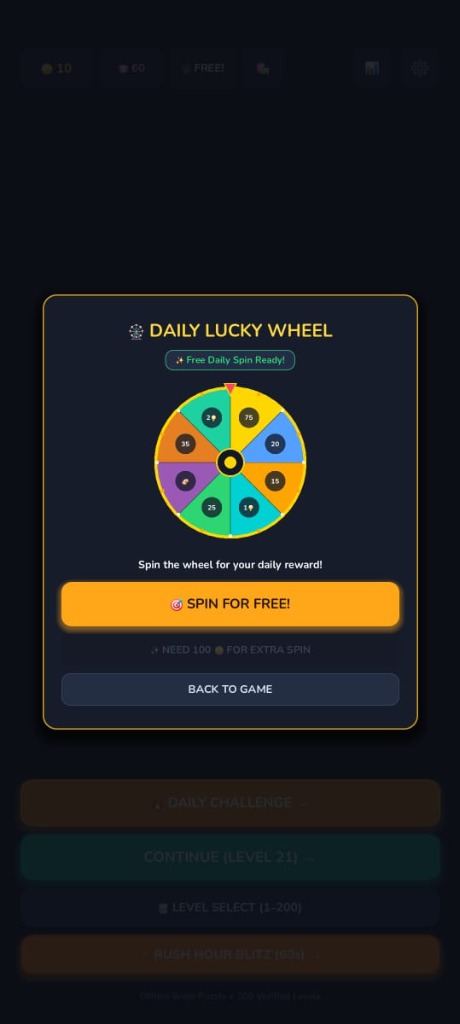 10 60 FREE!
DAILY LUCKY WHEEL
✨ Free Daily Spin Ready!
2 75
35 20
15
25 1
Spin the wheel for your daily reward!
SPIN FOR FREE!
✨ NEED 100 FOR EXTRA SPIN
BACK TO GAME
DAILY CHALLENGE →
CONTINUE (LEVEL 21) →
LEVEL SELECT (1-200)
RUSH HOUR BLITZ (60s) →